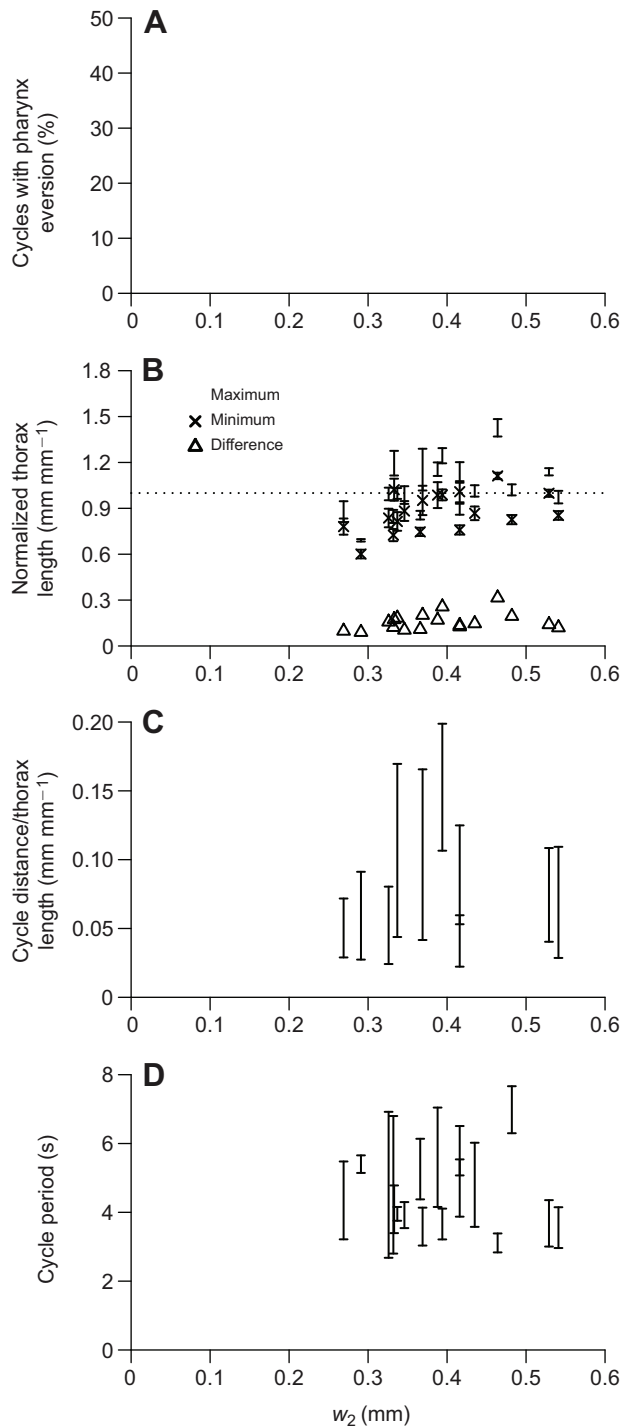 A
50
40
30
20
10
0
Cycles with pharynx
eversion (%)
0 0.1 0.2 0.3 0.4 0.5 0.6
B
1.8
1.5
1.2
0.9
0.6
0.3
0
Normalized thorax
length (mm mm−1)
Maximum
Minimum
Difference
0 0.1 0.2 0.3 0.4 0.5 0.6
C
0.20
0.15
0.10
0.05
0
Cycle distance/thorax
length (mm mm−1)
0 0.1 0.2 0.3 0.4 0.5 0.6
D
8
6
4
2
0
Cycle period (s)
0 0.1 0.2 0.3 0.4 0.5 0.6
w2 (mm)